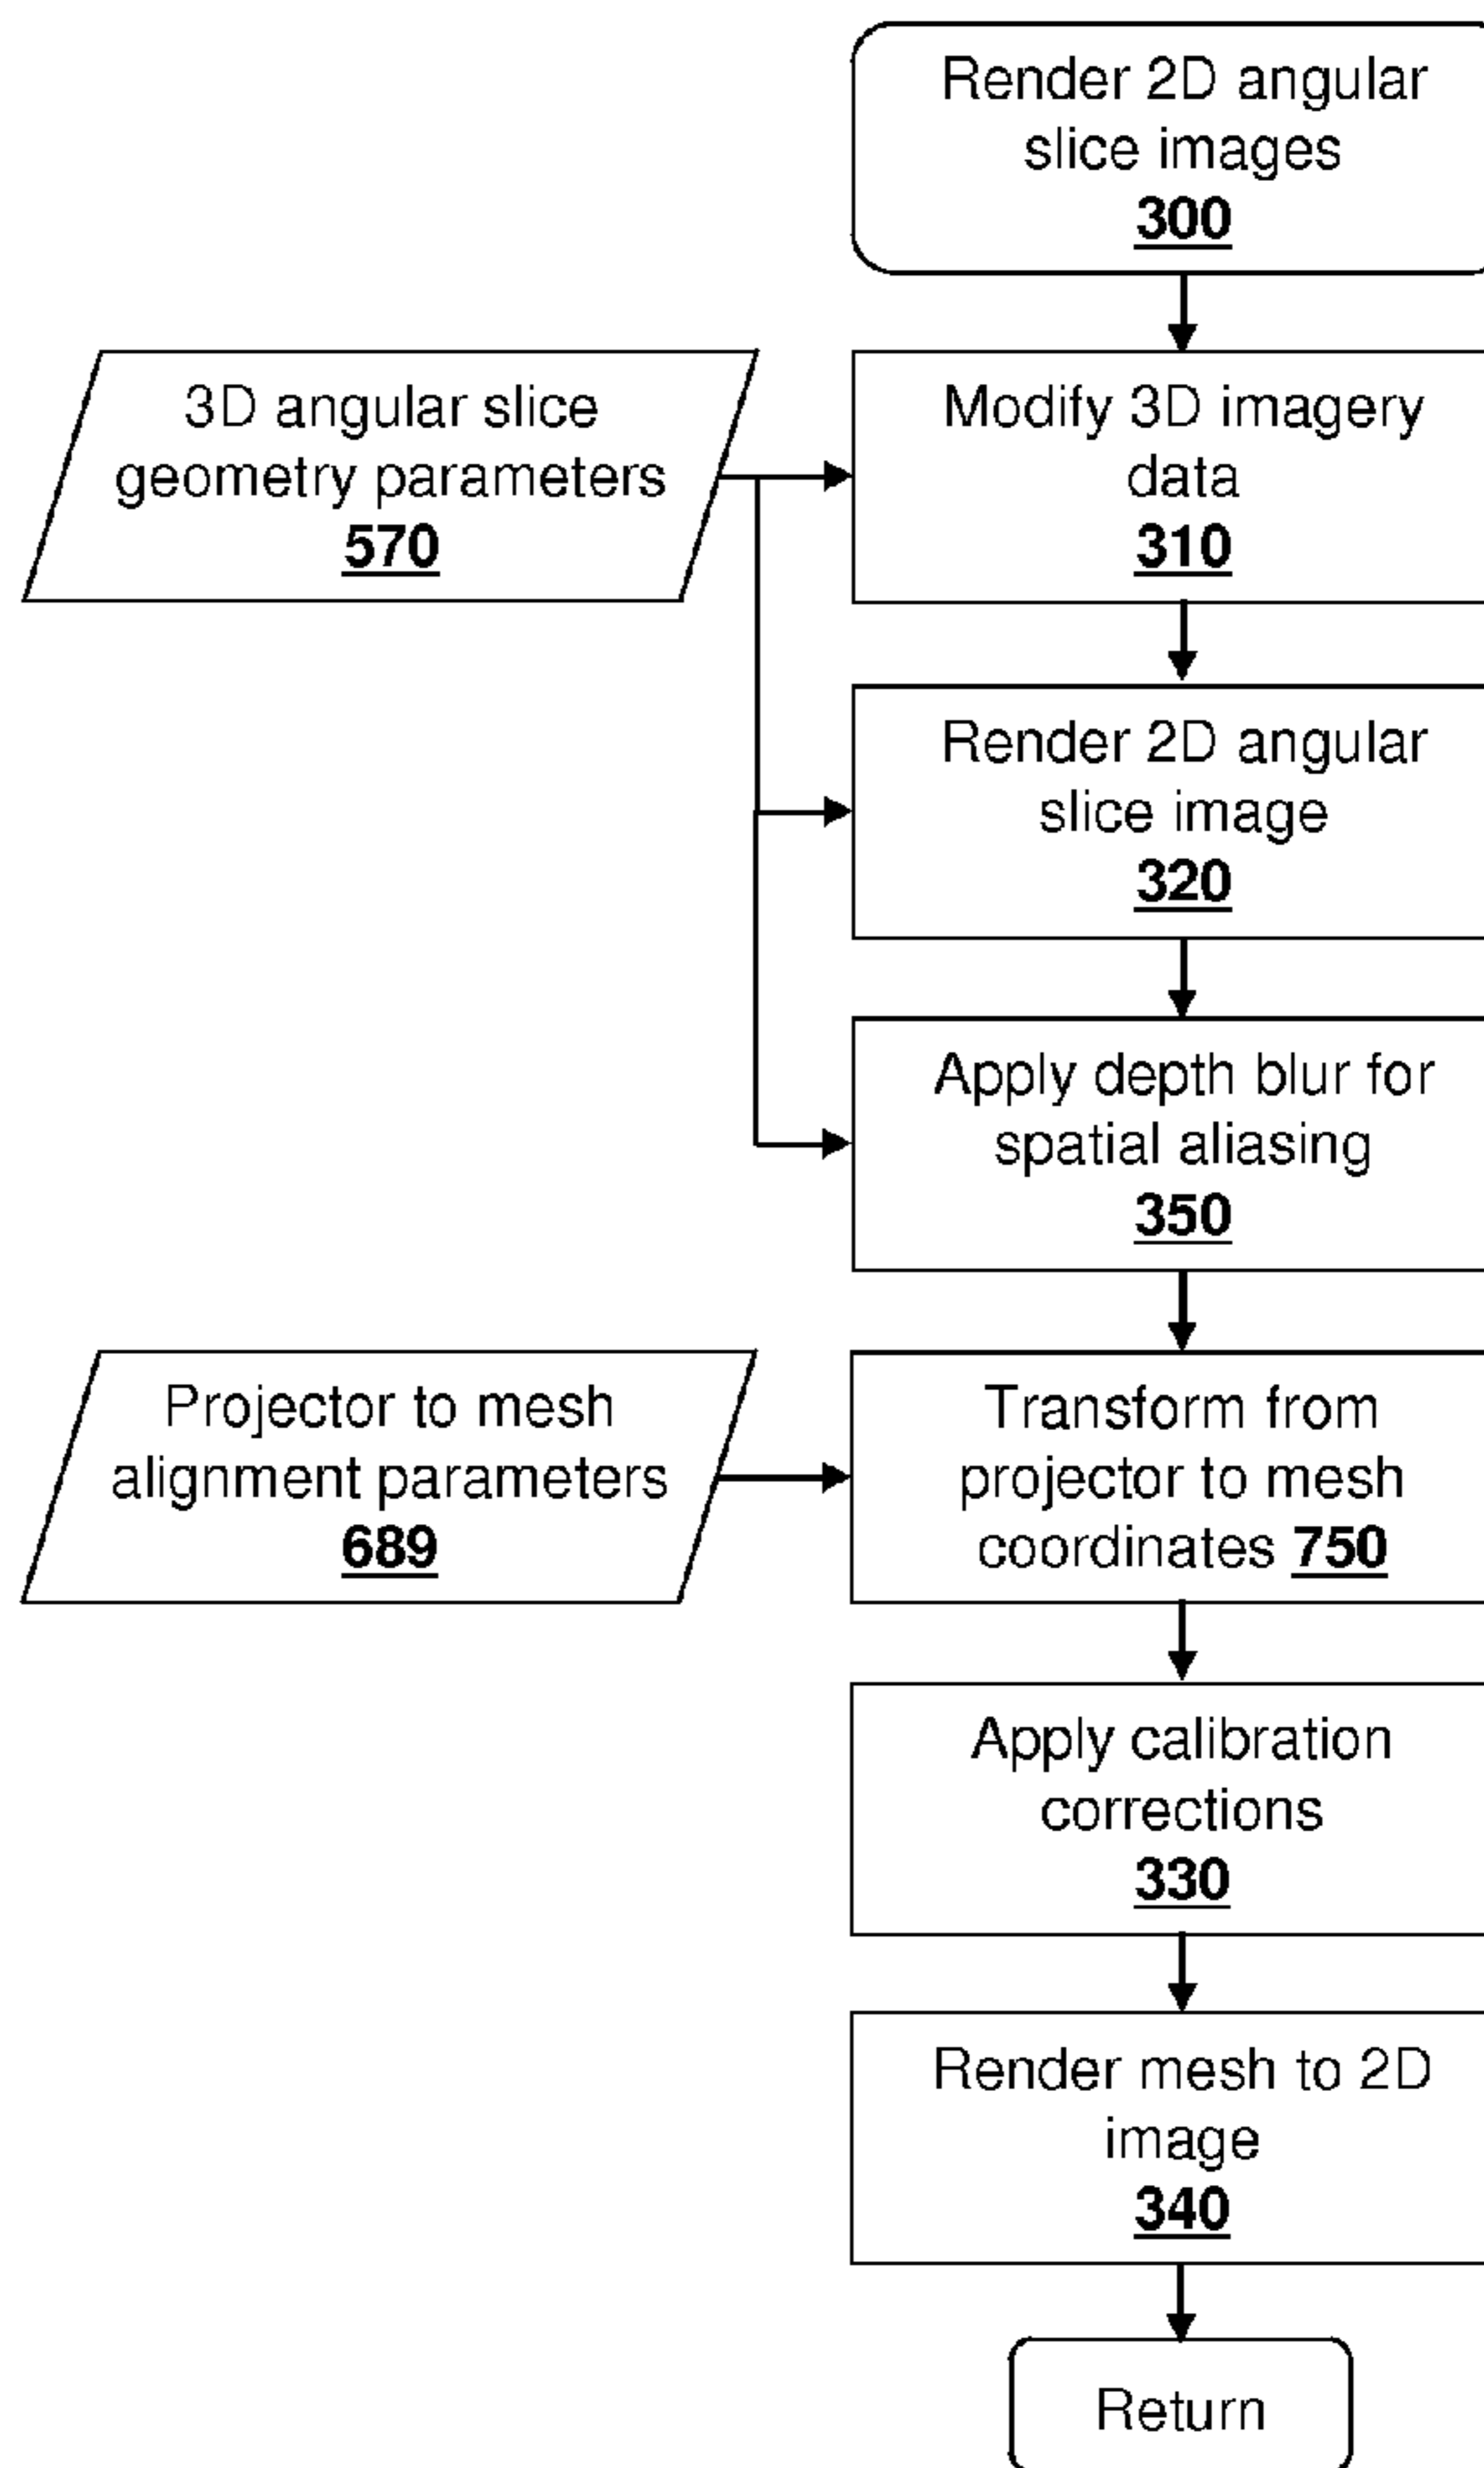 Render 2D angular
slice images
300
3D angular slice
geometry parameters
570
Modify 3D imagery
data
310
Render 2D angular
slice image
320
Apply depth blur for
spatial aliasing
350
Projector to mesh
alignment parameters
689
Transform from
projector to mesh
coordinates 750
Apply calibration
corrections
330
Render mesh to 2D
image
340
Return